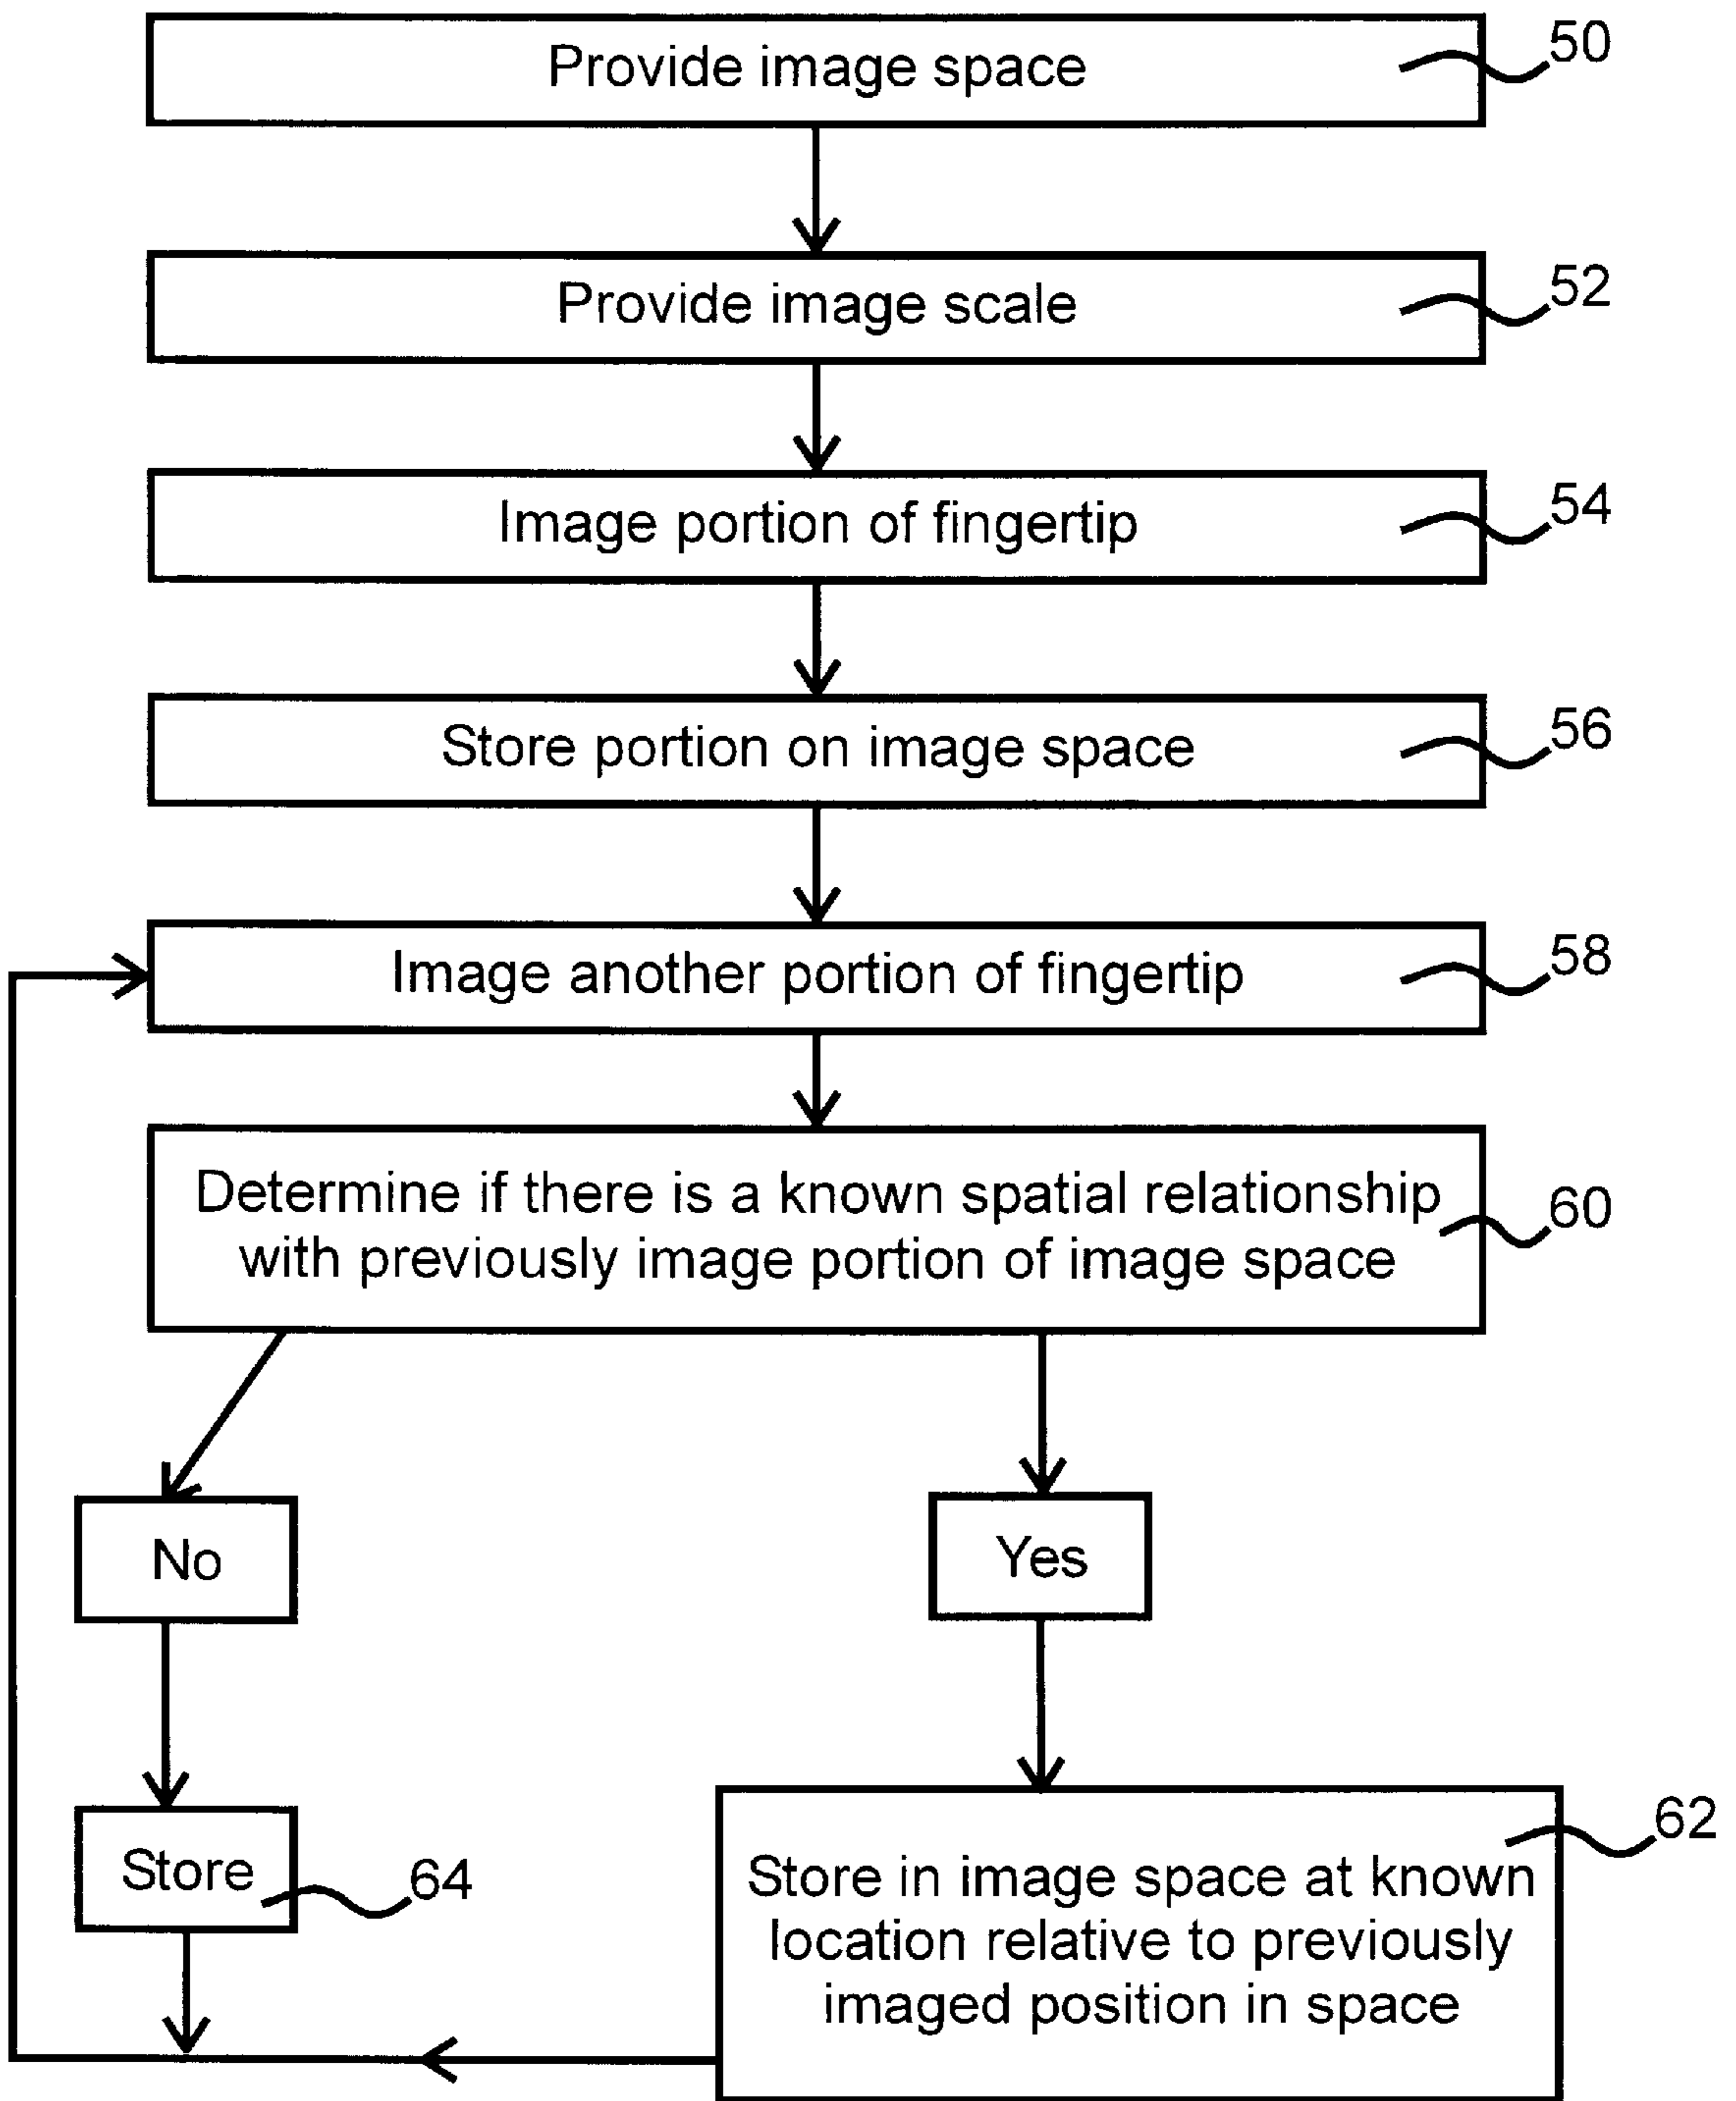 Provide image space
50
Provide image scale
52
Image portion of fingertip
54
Store portion on image space
56
Image another portion of fingertip
58
Determine if there is a known spatial relationship
with previously image portion of image space
60
No
Yes
Store
64
Store in image space at known
location relative to previously
imaged position in space
62